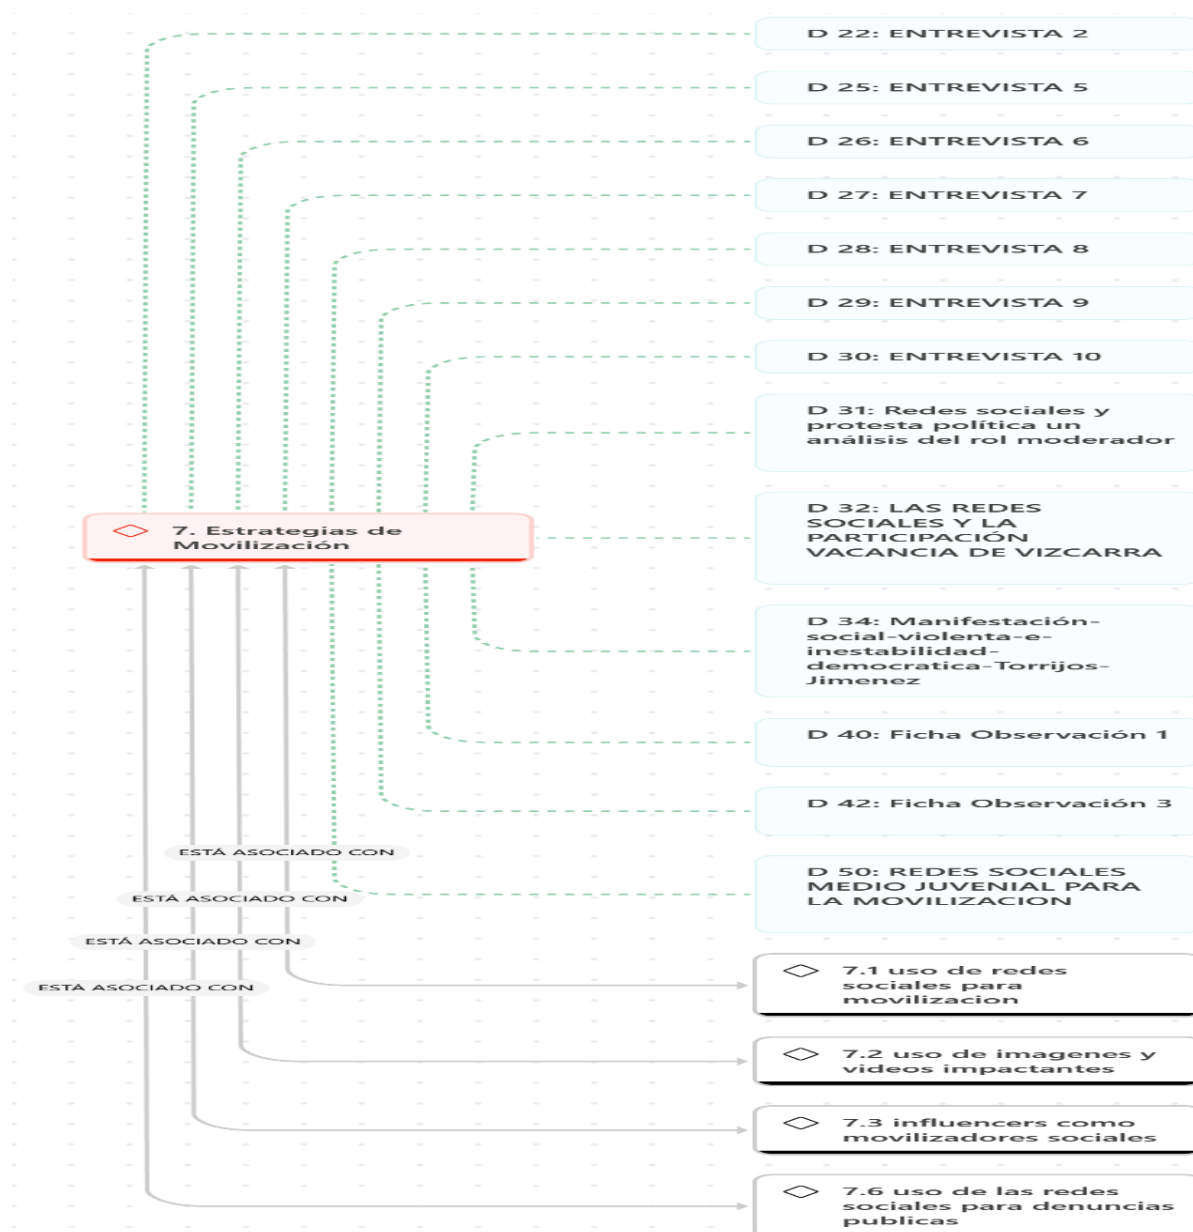 D 22: ENTREVISTA 2
D 25: ENTREVISTA 5
D 26: ENTREVISTA 6
D 27: ENTREVISTA 7
D 28: ENTREVISTA 8
D 29: ENTREVISTA 9
D 30: ENTREVISTA 10
D 31: Redes sociales y
protesta política un
análisis del rol moderador
7. Estrategias de
Movilización
D 32: LAS REDES
SOCIALES Y LA
PARTICIPACIÓN
VACANCIA DE VIZCARRA
D 34: Manifestación-
social-violenta-e-
inestabilidad-
democratica-Torrijos-
Jimenez
D 40: Ficha Observación 1
D 42: Ficha Observación 3
ESTÁ ASOCIADO CON
D 50: REDES SOCIALES
MEDIO JUVENIAL PARA
LA MOVILIZACION
ESTÁ ASOCIADO CON
ESTÁ ASOCIADO CON
ESTÁ ASOCIADO CON
7.1 uso de redes
sociales para
movilizacion
7.2 uso de imagenes y
videos impactantes
7.3 influencers como
movilizadores sociales
7.6 uso de las redes
sociales para denuncias
publicas